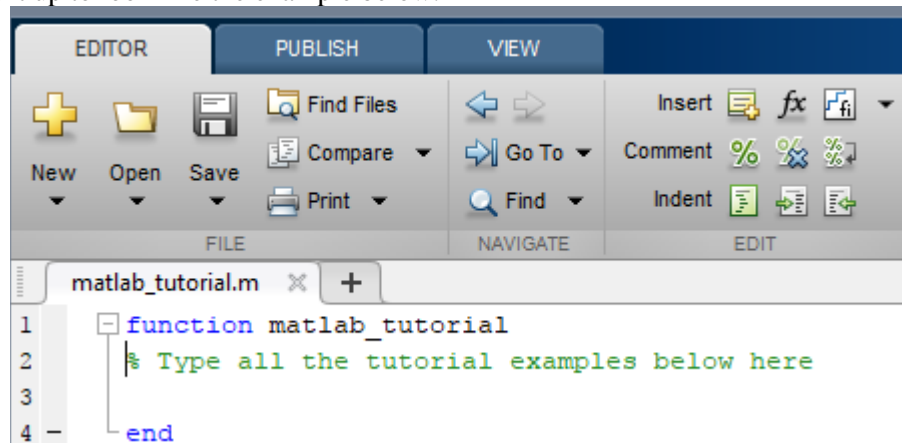 EDITOR PUBLISH VIEW
New Open Save
Find Files
Compare
Print
FILE
Go To
Find
NAVIGATE
Insert fx fi
Comment % % %
Indent
EDIT
matlab_tutorial.m × +
1 function matlab_tutorial
2 % Type all the tutorial examples below here
3
4 – end